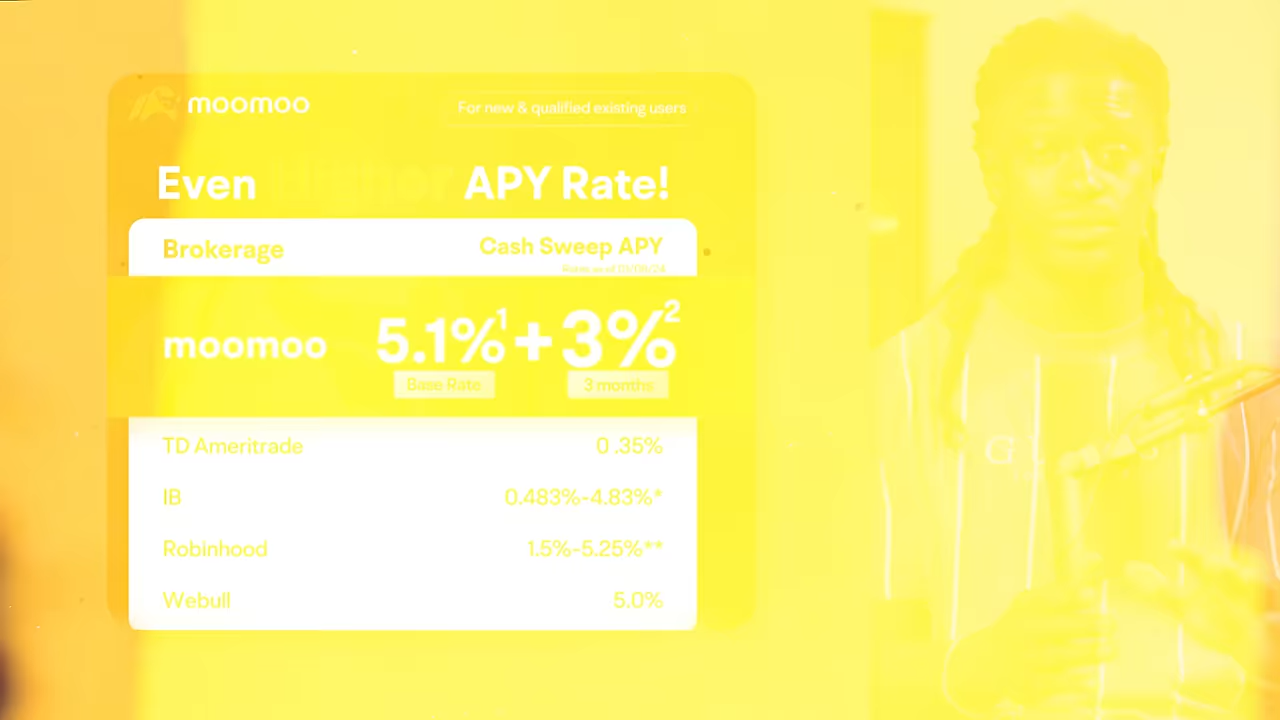 moomoo
For new & qualified existing users
Even Higher APY Rate!
Brokerage
Cash Sweep APY
moomoo
5.1%¹+3%²
Base Rate
3 months
TD Ameritrade
0 .35%
IB
0.483%-4.83%*
Robinhood
1.5%-5.25%**
Webull
5.0%